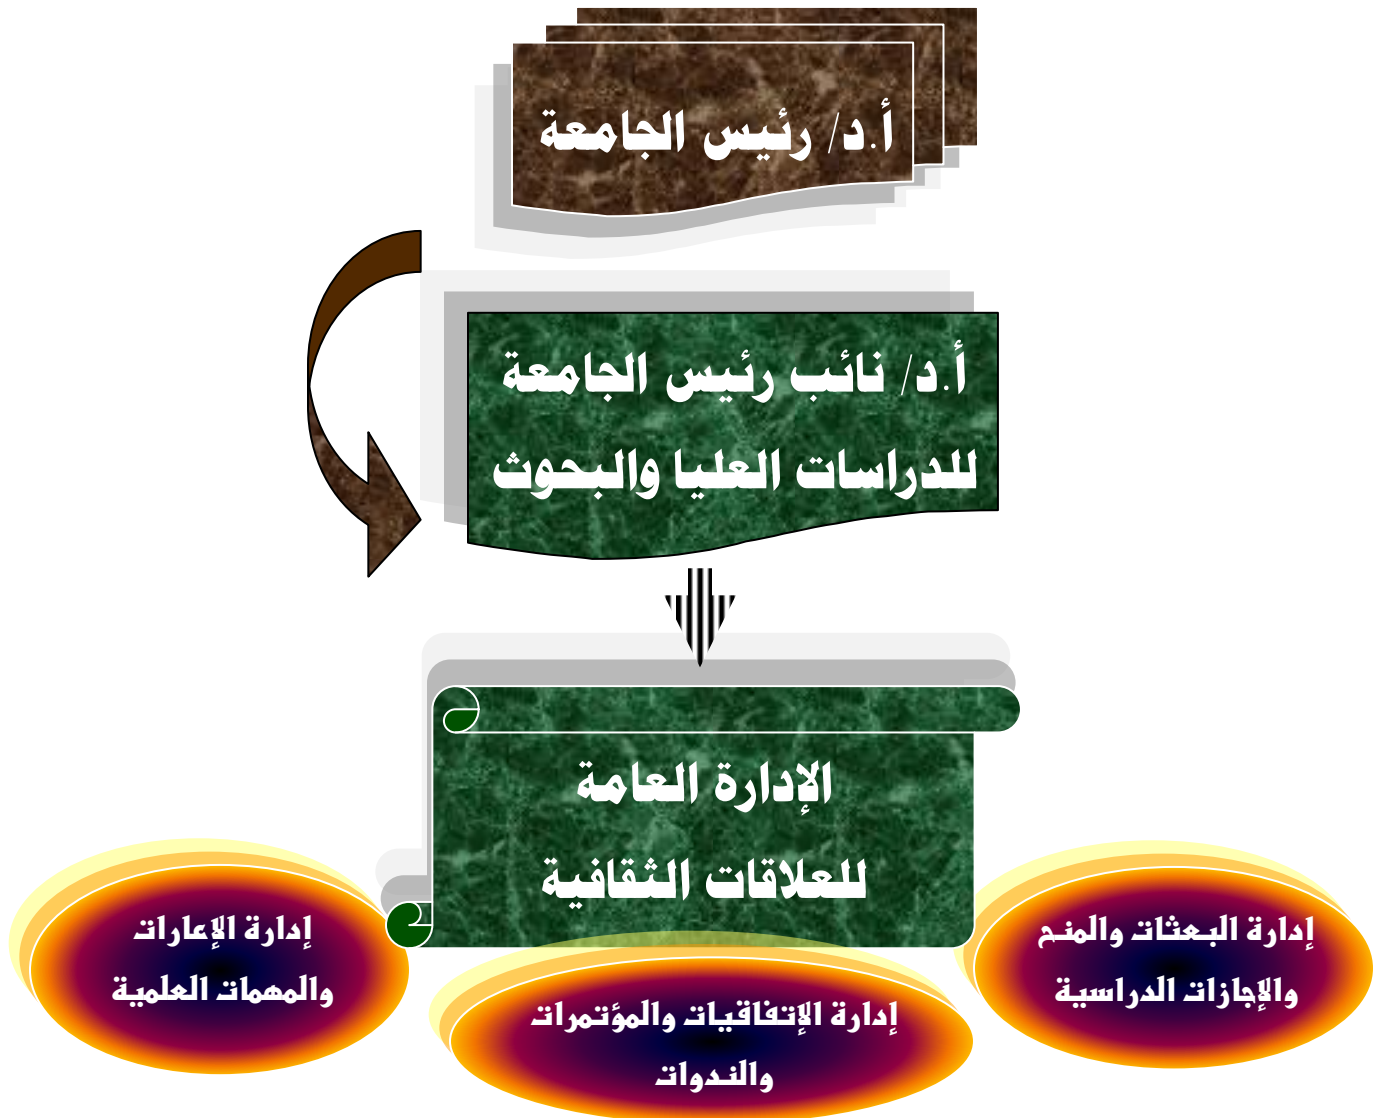 أ.د/ رئيس الجامعة
أ.د/ نائب رئيس الجامعة
للدراسات العليا والبحوث
الإدارة العامة
للعلاقات الثقافية
إدارة البعثات والمنح
والإجازات الدراسية
إدارة الإتفاقيات والمؤتمرات
والندوات
إدارة الإعارات
والمهمات العلمية